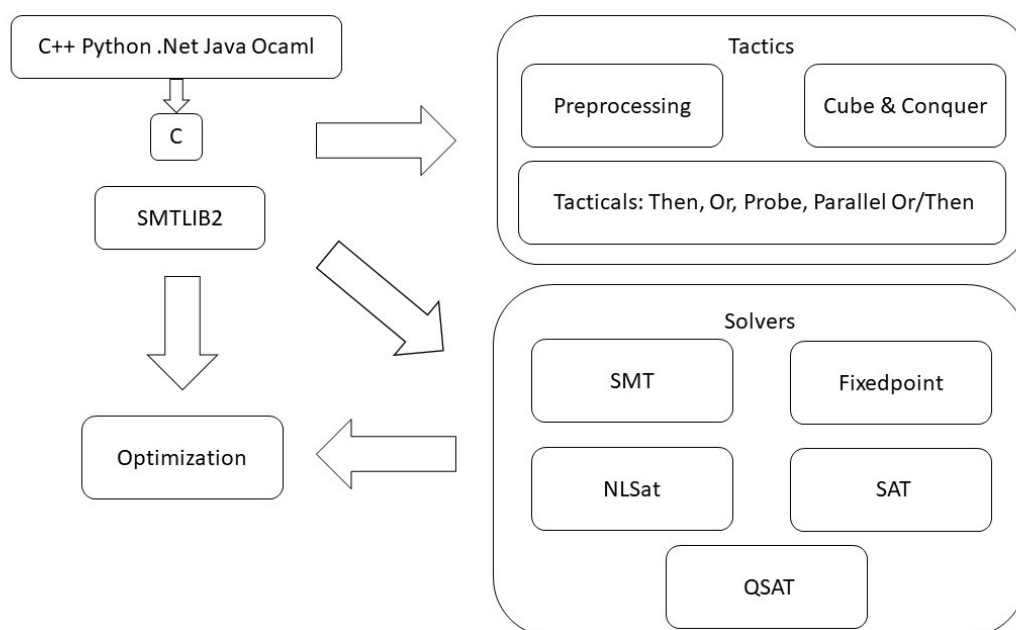 C++ Python .Net Java Ocaml
C
SMTLIB2
Optimization
Tactics
Preprocessing
Cube & Conquer
Tacticals: Then, Or, Probe, Parallel Or/Then
Solvers
SMT
Fixedpoint
NLSat
SAT
QSAT